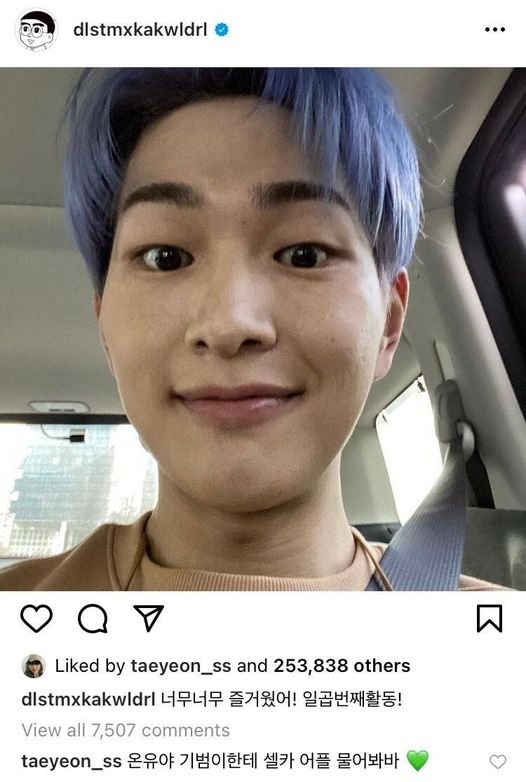 dlstmxkakwldrl
Liked by taeyeon_ss and 253,838 others
dlstmxkakwldrl 너무너무 즐거웠어! 일곱번째활동!
View all 7,507 comments
taeyeon_ss 온유야 기범이한테 셀카 어플 물어봐바 💚